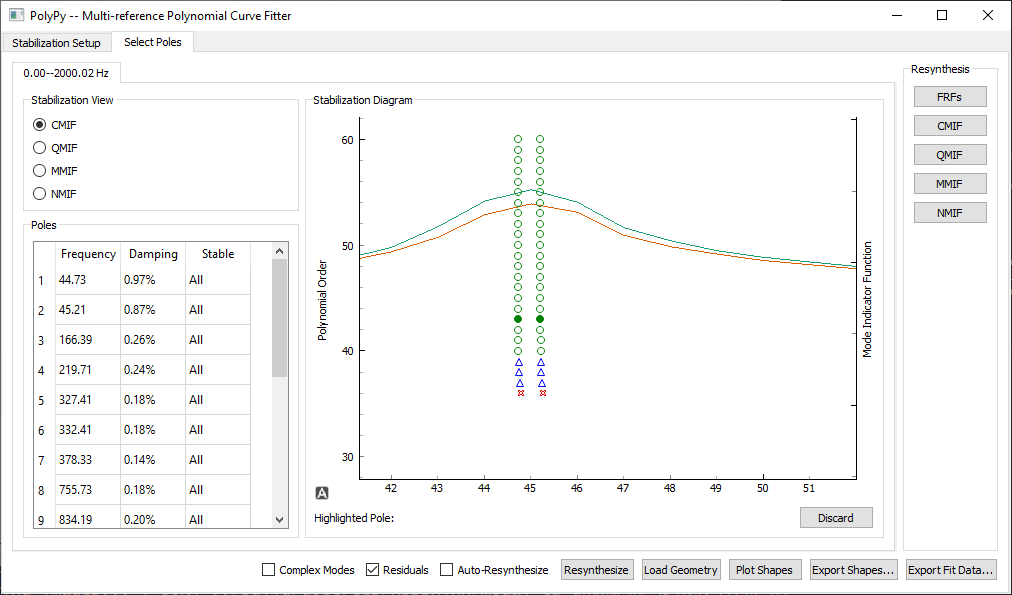 PolyPy -- Multi-reference Polynomial Curve Fitter
Stabilization Setup
Select Poles
0.00--2000.02 Hz
Stabilization View
CMIF
QMIF
MMIF
NMIF
Poles
Frequency Damping Stable
1 44.73 0.97% All
2 45.21 0.87% All
3 166.39 0.26% All
4 219.71 0.24% All
5 327.41 0.18% All
6 332.41 0.18% All
7 378.33 0.14% All
8 755.73 0.18% All
9 834.19 0.20% All
Stabilization Diagram
60
50
40
30
Polynomial Order
42 43 44 45 46 47 48 49 50 51
Mode Indicator Function
A
Highlighted Pole:
Discard
Resynthesis
FRFs
CMIF
QMIF
MMIF
NMIF
Complex Modes
Residuals
Auto-Resynthesize
Resynthesize
Load Geometry
Plot Shapes
Export Shapes...
Export Fit Data...